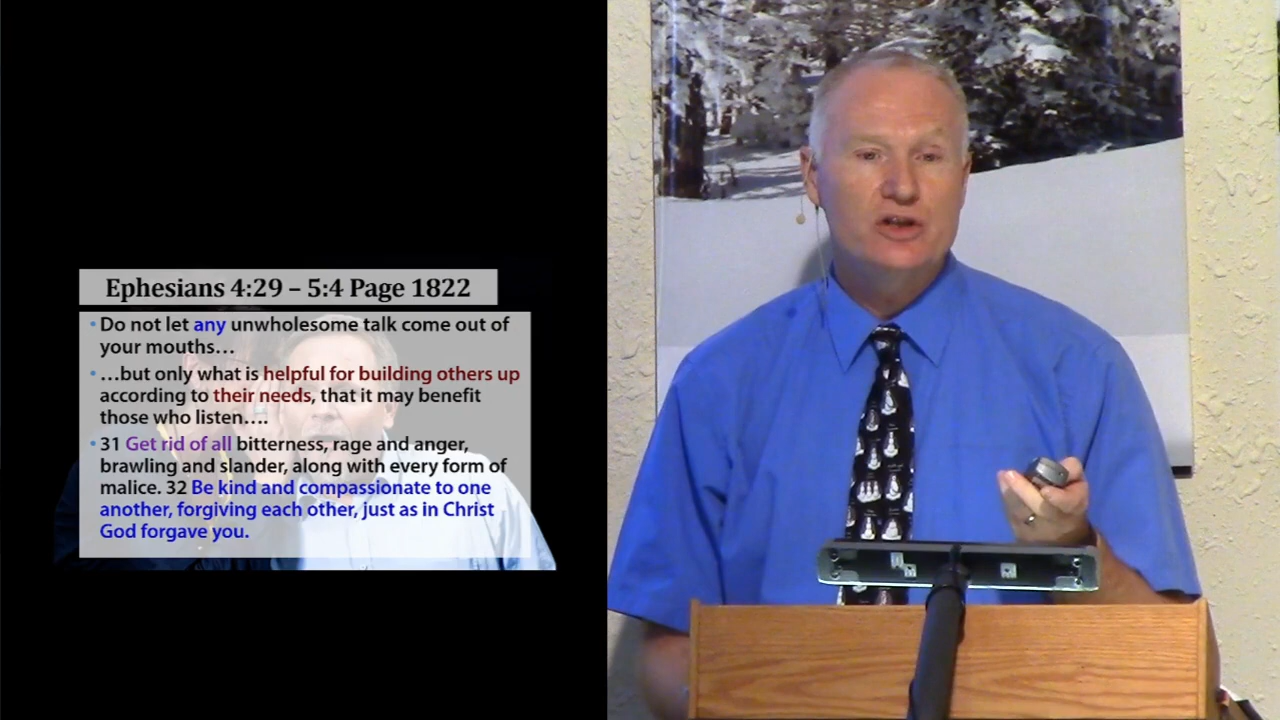 Ephesians 4:29 – 5:4 Page 1822
• Do not let any unwholesome talk come out of
your mouths…
• …but only what is helpful for building others up
according to their needs, that it may benefit
those who listen….
• 31 Get rid of all bitterness, rage and anger,
brawling and slander, along with every form of
malice. 32 Be kind and compassionate to one
another, forgiving each other, just as in Christ
God forgave you.